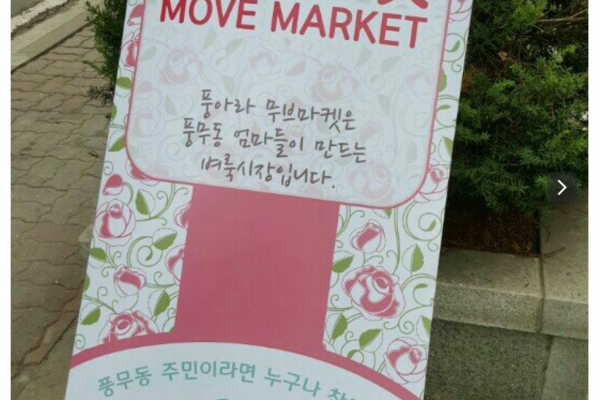 MOVE MARKET
풍아라 무브마켓은
풍무동 엄마들이 만드는
벼룩시장입니다.
풍무동 주민이라면 누구나